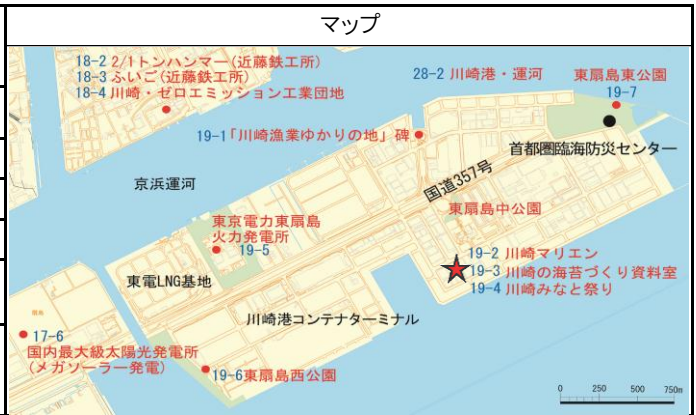 マップ
18-2 2/1トンハンマー(近藤鉄工所)
18-3 ふいご(近藤鉄工所)
18-4 川崎・ゼロエミッション工業団地
28-2 川崎港・運河
東扇島東公園
19-7
19-1「川崎漁業ゆかりの地」碑
首都圏臨海防災センター
京浜運河
国道357号
東扇島中公園
東京電力東扇島
火力発電所
19-5
19-2 川崎マリエン
19-3 川崎の海苔づくり資料室
19-4 川崎みなと祭り
東電LNG基地
川崎港コンテナターミナル
17-6
国内最大級太陽光発電所
(メガソーラー発電)
19-6東扇島西公園
0 250 500 750m